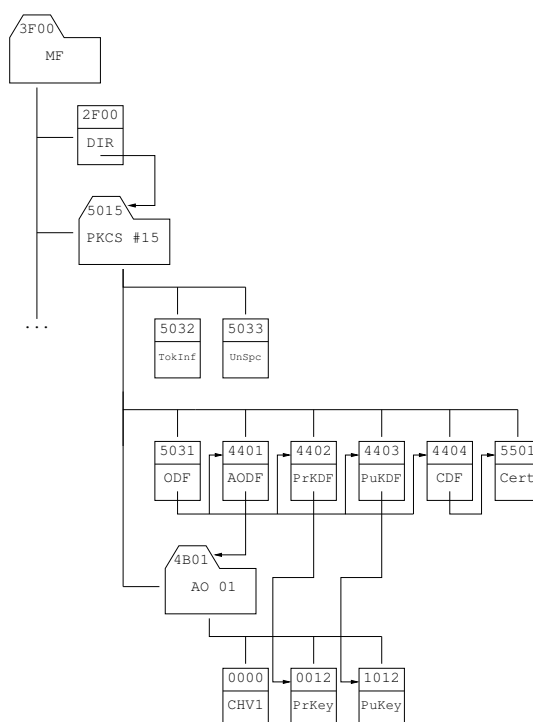 3F00
MF
2F00
DIR
5015
PKCS #15
...
5032
TokInf
5033
UnSpc
5031
ODF
4401
AODF
4402
PrKDF
4403
PuKDF
4404
CDF
5501
Cert
4B01
AO 01
0000
CHV1
0012
PrKey
1012
PuKey